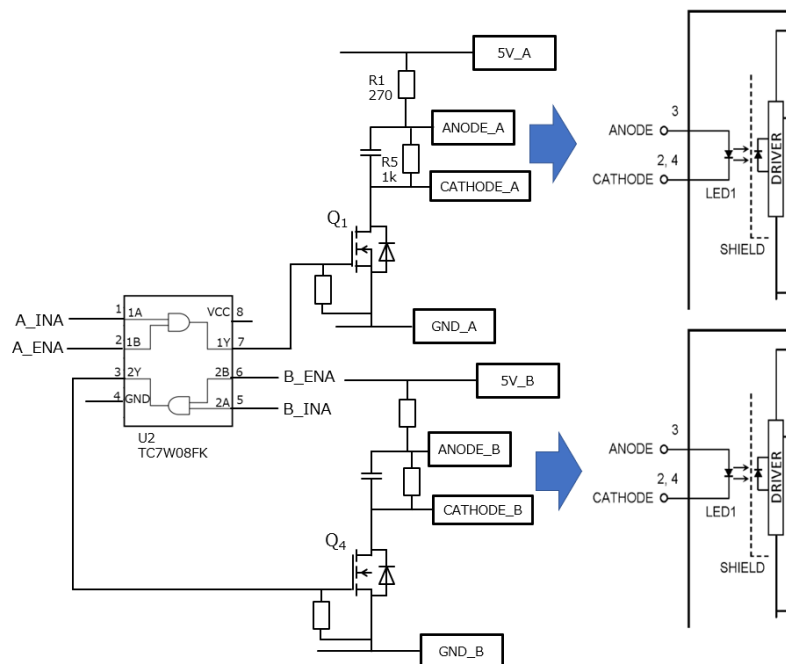 5V_A
R1
270
ANODE_A
R5
1k
CATHODE_A
Q1
GND_A
3
ANODE
2, 4
CATHODE
LED1
SHIELD
DRIVER
A_INA
1
1A
VCC
8
A_ENA
2
1B
1Y
7
3
2Y
2B
6
B_ENA
4
GND
2A
5
B_INA
U2
TC7W08FK
5V_B
ANODE_B
CATHODE_B
Q4
GND_B
3
ANODE
2, 4
CATHODE
LED1
SHIELD
DRIVER